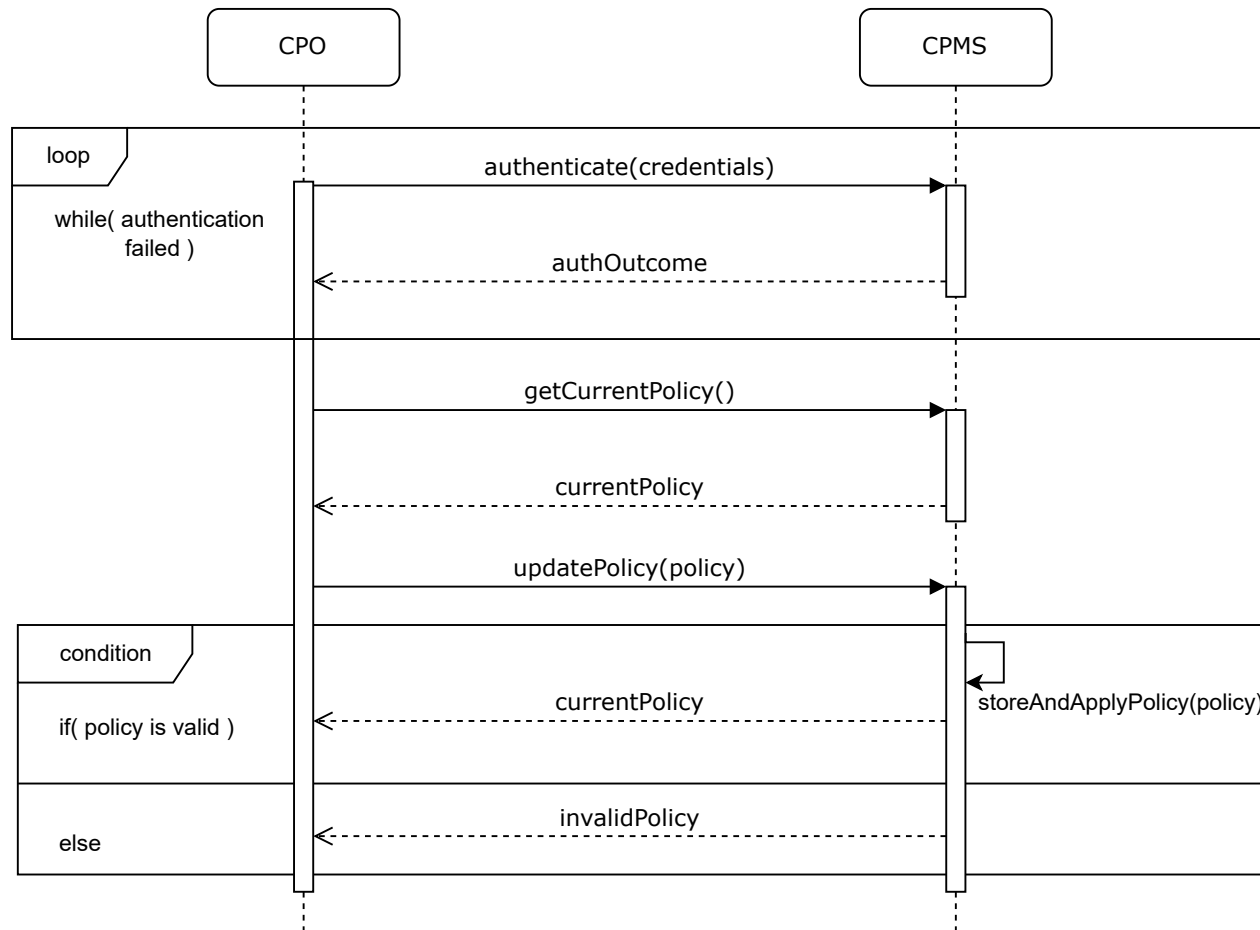 CPO
CPMS
loop
authenticate(credentials)
while( authentication
failed )
authOutcome
getCurrentPolicy()
currentPolicy
updatePolicy(policy)
condition
storeAndApplyPolicy(policy)
currentPolicy
if( policy is valid )
invalidPolicy
else